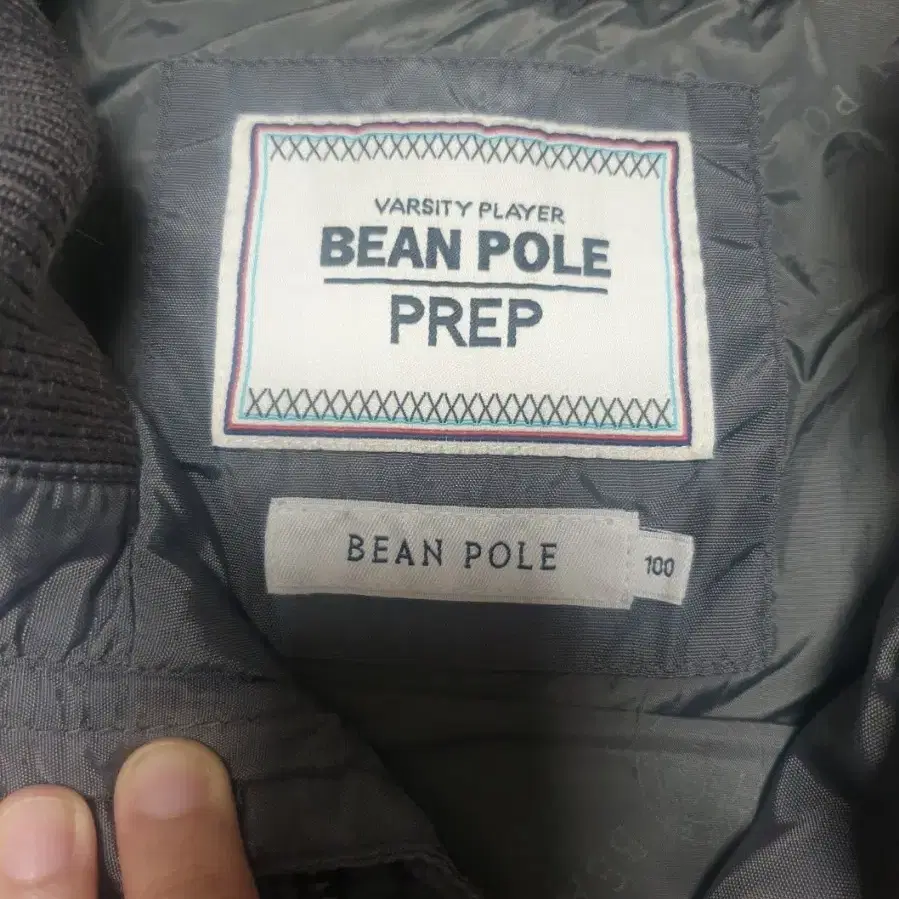 VARSITY PLAYER
BEAN POLE
PREP
BEAN POLE
100